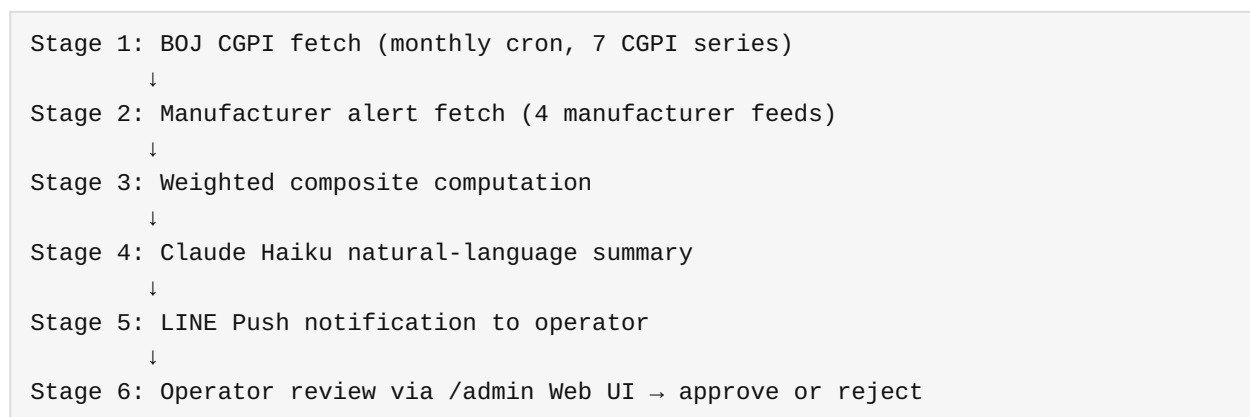 Stage 1: BOJ CGPI fetch (monthly cron, 7 CGPI series)
↓
Stage 2: Manufacturer alert fetch (4 manufacturer feeds)
↓
Stage 3: Weighted composite computation
↓
Stage 4: Claude Haiku natural-language summary
↓
Stage 5: LINE Push notification to operator
↓
Stage 6: Operator review via /admin Web UI → approve or reject